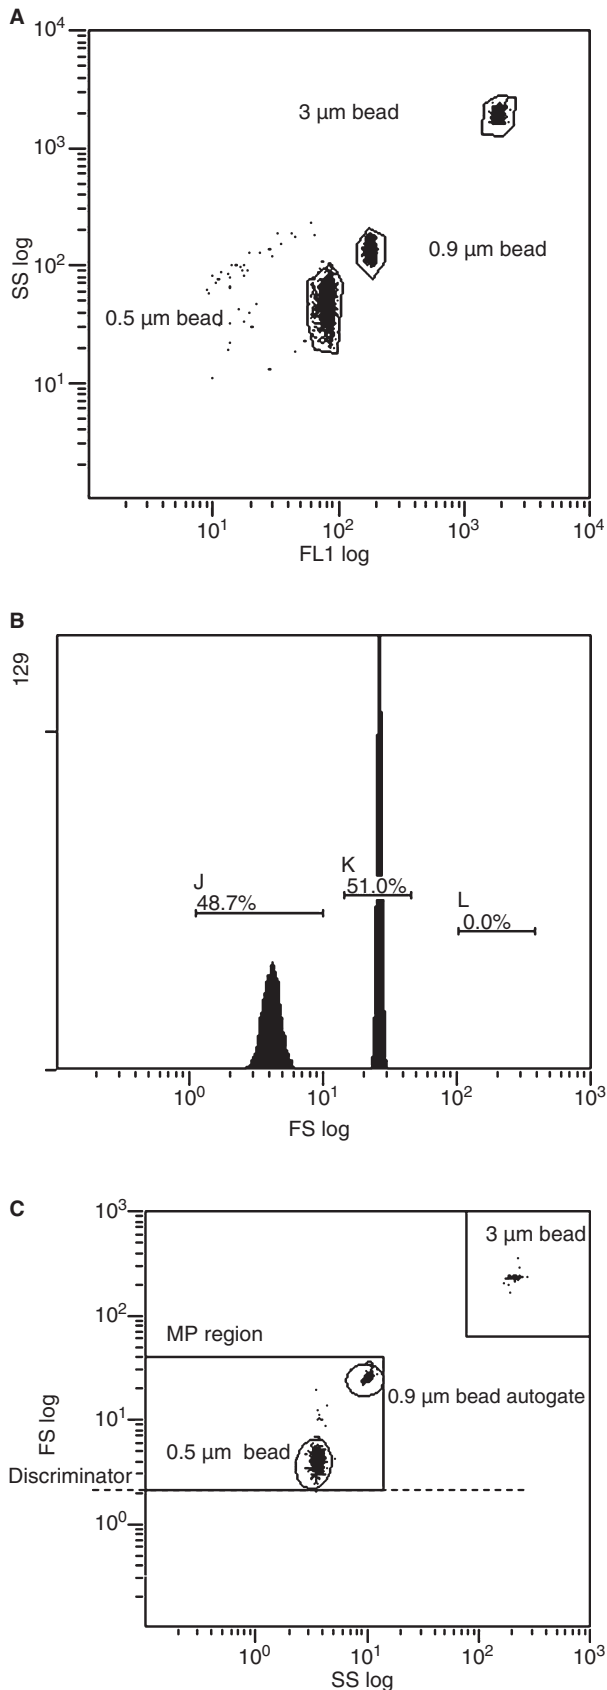 A
10⁴
3 µm bead
10³
SS log
0.9 µm bead
10²
0.5 µm bead
10¹
10¹ 10² 10³ 10⁴
FL1 log
B
129
J
48.7%
K
51.0%
L
0.0%
10⁰ 10¹ 10² 10³
FS log
C
10³
3 µm bead
10²
MP region
FS log
0.9 µm bead autogate
10¹
0.5 µm bead
Discriminator
10⁰
10⁰ 10¹ 10² 10³
SS log